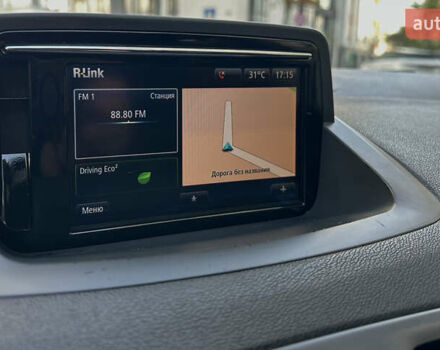 auto
R-Link
31°C 17:15
FM 1 Станция
88.80 FM
Driving Eco²
Дорога без названия
Меню